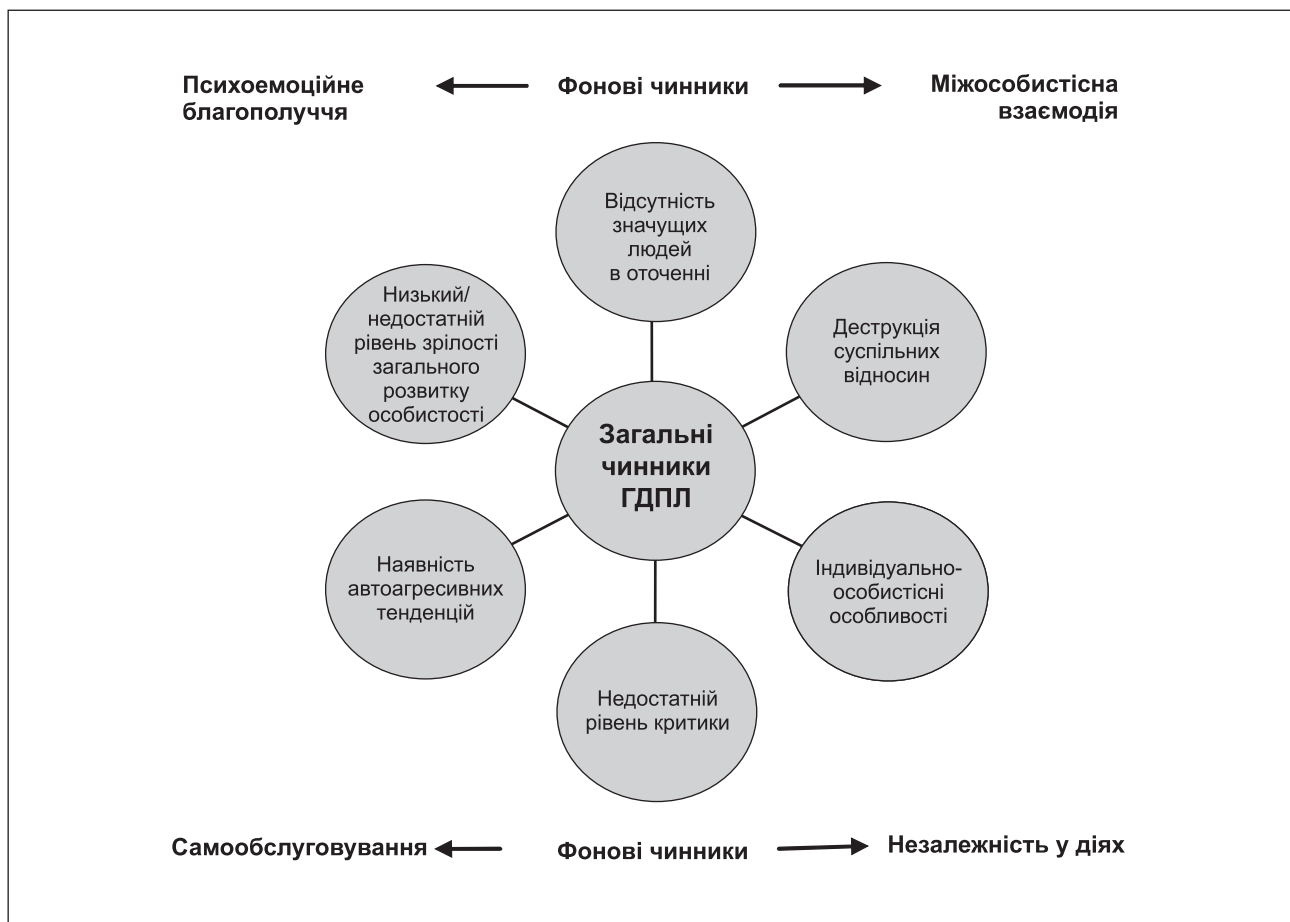 Психоемоційне
благополуччя
Фонові чинники
Міжособистісна
взаємодія
Відсутність
значущих
людей
в оточенні
Низький/
недостатній
рівень зрілості
загального
розвитку
особистості
Деструкція
суспільних
відносин
Загальні
чинники
ГДПЛ
Наявність
автоагресивних
тенденцій
Індивідуально-
особистісні
особливості
Недостатній
рівень критики
Самообслуговування
Фонові чинники
Незалежність у діях